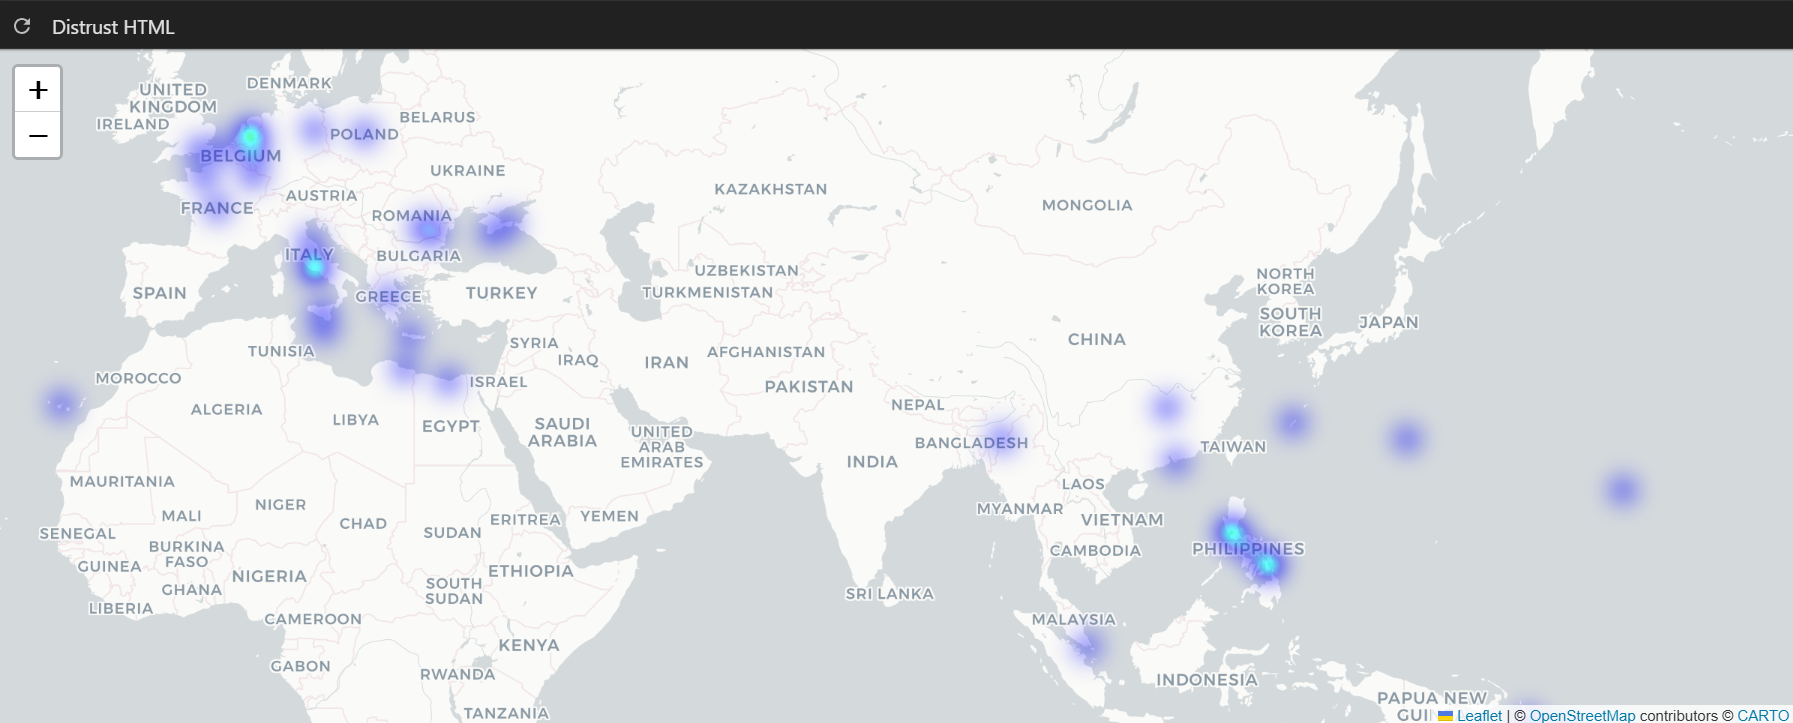 Distrust HTML
+
−
DENMARK
UNITED
KINGDOM
IRELAND
BELARUS
POLAND
BELGIUM
UKRAINE
KAZAKHSTAN
AUSTRIA
MONGOLIA
FRANCE
ROMANIA
ITALY
BULGARIA
UZBEKISTAN
NORTH
KOREA
SPAIN
GREECE
TURKEY
TURKMENISTAN
SOUTH
KOREA
JAPAN
CHINA
TUNISIA
SYRIA
IRAQ
IRAN
AFGHANISTAN
MOROCCO
ISRAEL
PAKISTAN
ALGERIA
LIBYA
EGYPT
SAUDI
ARABIA
NEPAL
UNITED
ARAB
EMIRATES
BANGLADESH
TAIWAN
INDIA
MAURITANIA
LAOS
NIGER
MALI
CHAD
SUDAN
ERITREA
YEMEN
MYANMAR
VIETNAM
SENEGAL
BURKINA
FASO
CAMBODIA
PHILIPPINES
GUINEA
NIGERIA
ETHIOPIA
GHANA
SOUTH
SUDAN
SRI LANKA
LIBERIA
CAMEROON
MALAYSIA
KENYA
GABON
RWANDA
INDONESIA
PAPUA NEW
GUI
TANZANIA
Leaflet | © OpenStreetMap contributors © CARTO